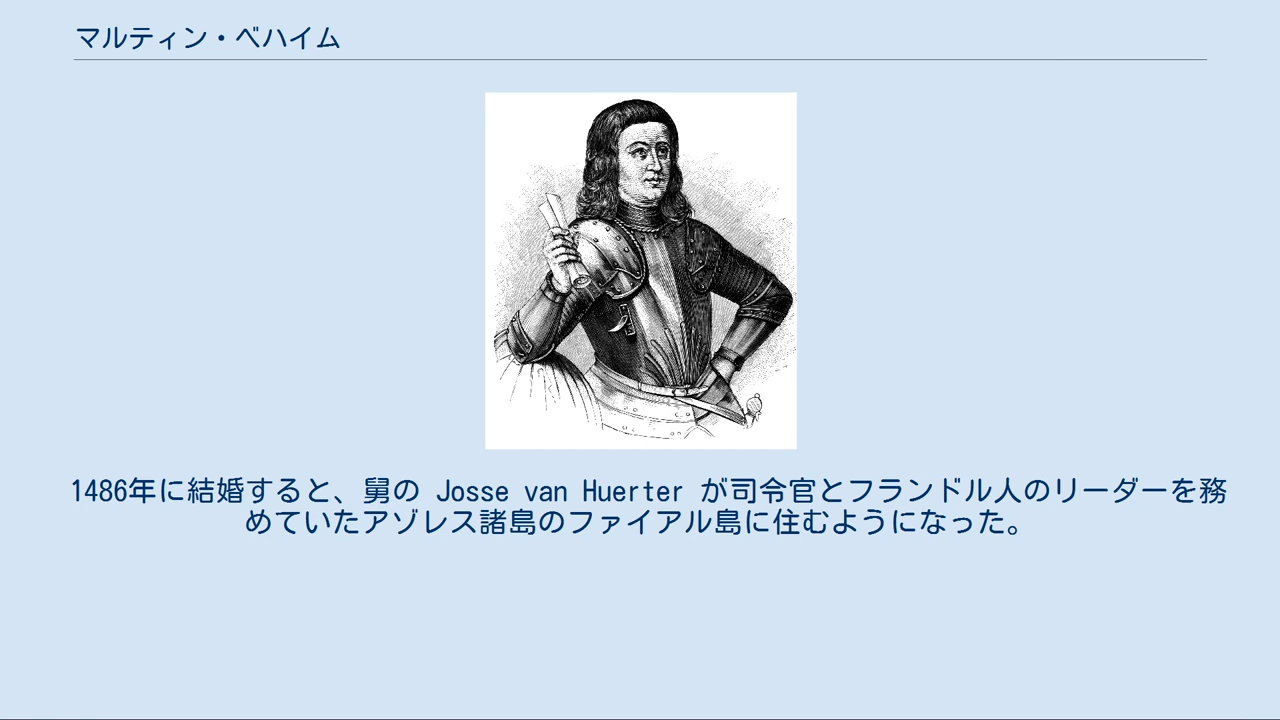 マルティン・ベハイム
1486年に結婚すると、舅の Josse van Huerter が司令官とフランドル人のリーダーを務
めていたアゾレス諸島のファイアル島に住むようになった。